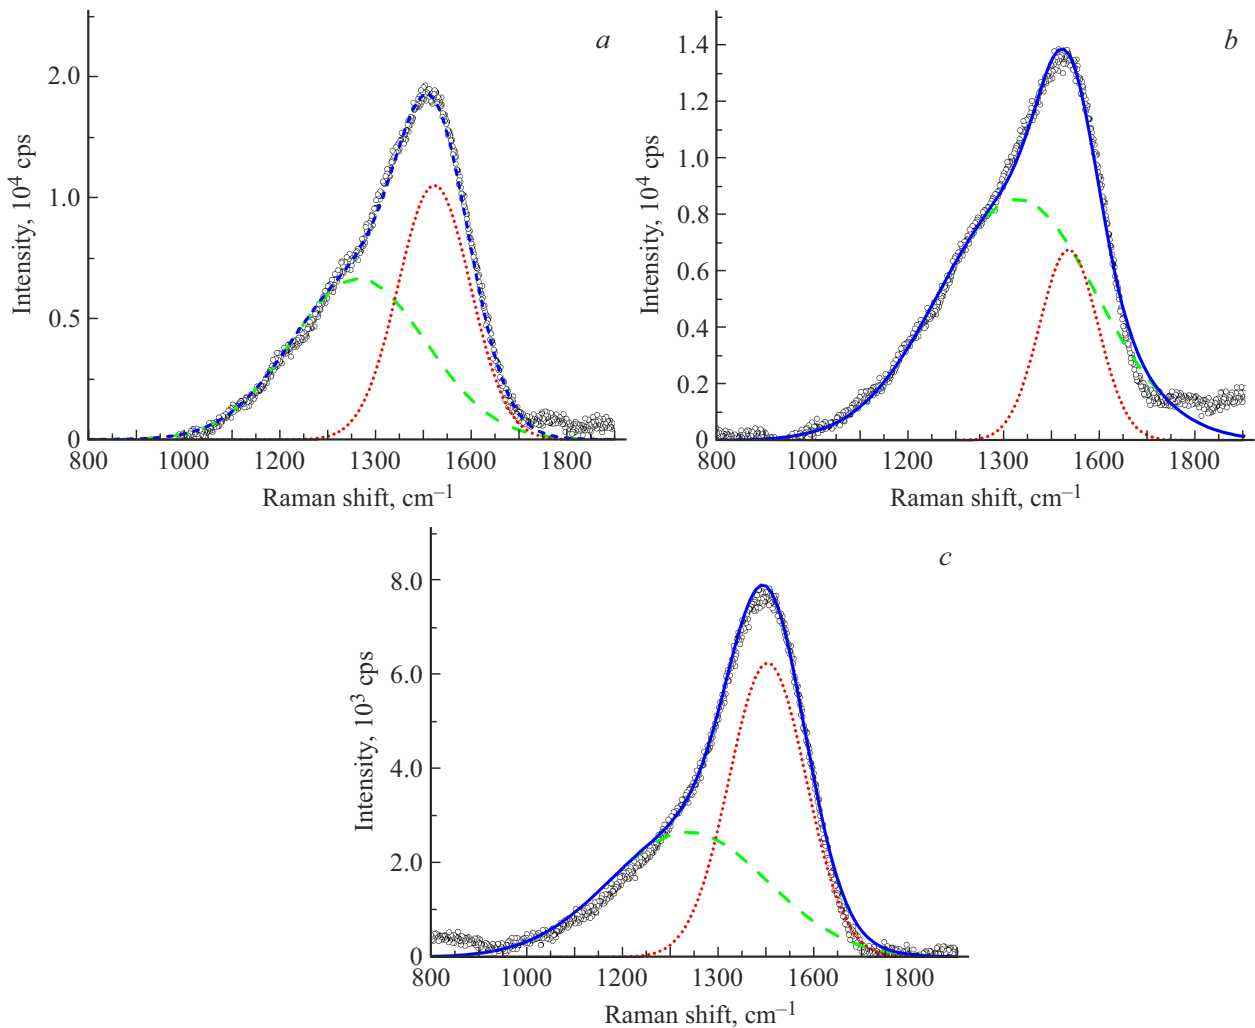 a
2.0
1.0
0.5
0
Intensity, 10⁴ cps
800 1000 1200 1300 1600 1800
Raman shift, cm⁻¹
b
1.4
1.2
1.0
0.8
0.6
0.4
0.2
0
Intensity, 10⁴ cps
800 1000 1200 1300 1600 1800
Raman shift, cm⁻¹
c
8.0
6.0
4.0
2.0
0
Intensity, 10³ cps
800 1000 1200 1300 1600 1800
Raman shift, cm⁻¹